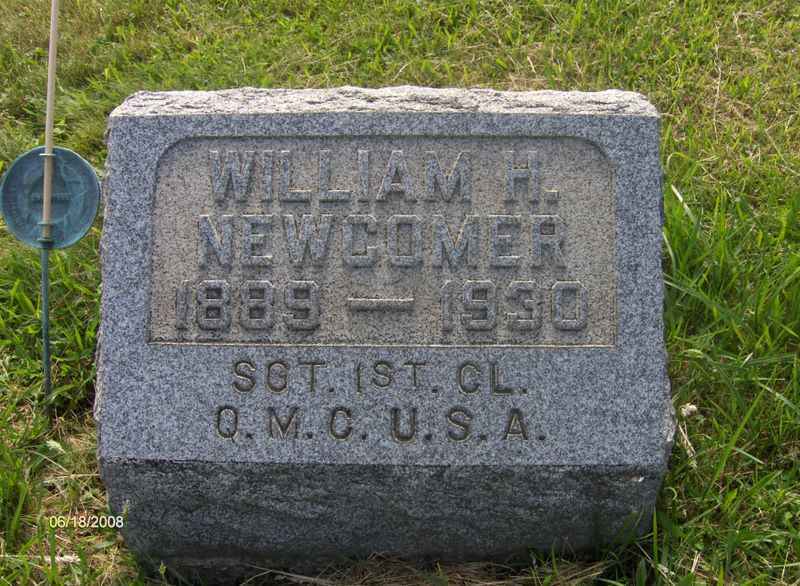 WILLIAM H.
NEWCOMER
1889 — 1930
SGT. 1ST. CL.
Q.M.C. U.S.A.
06/18/2008